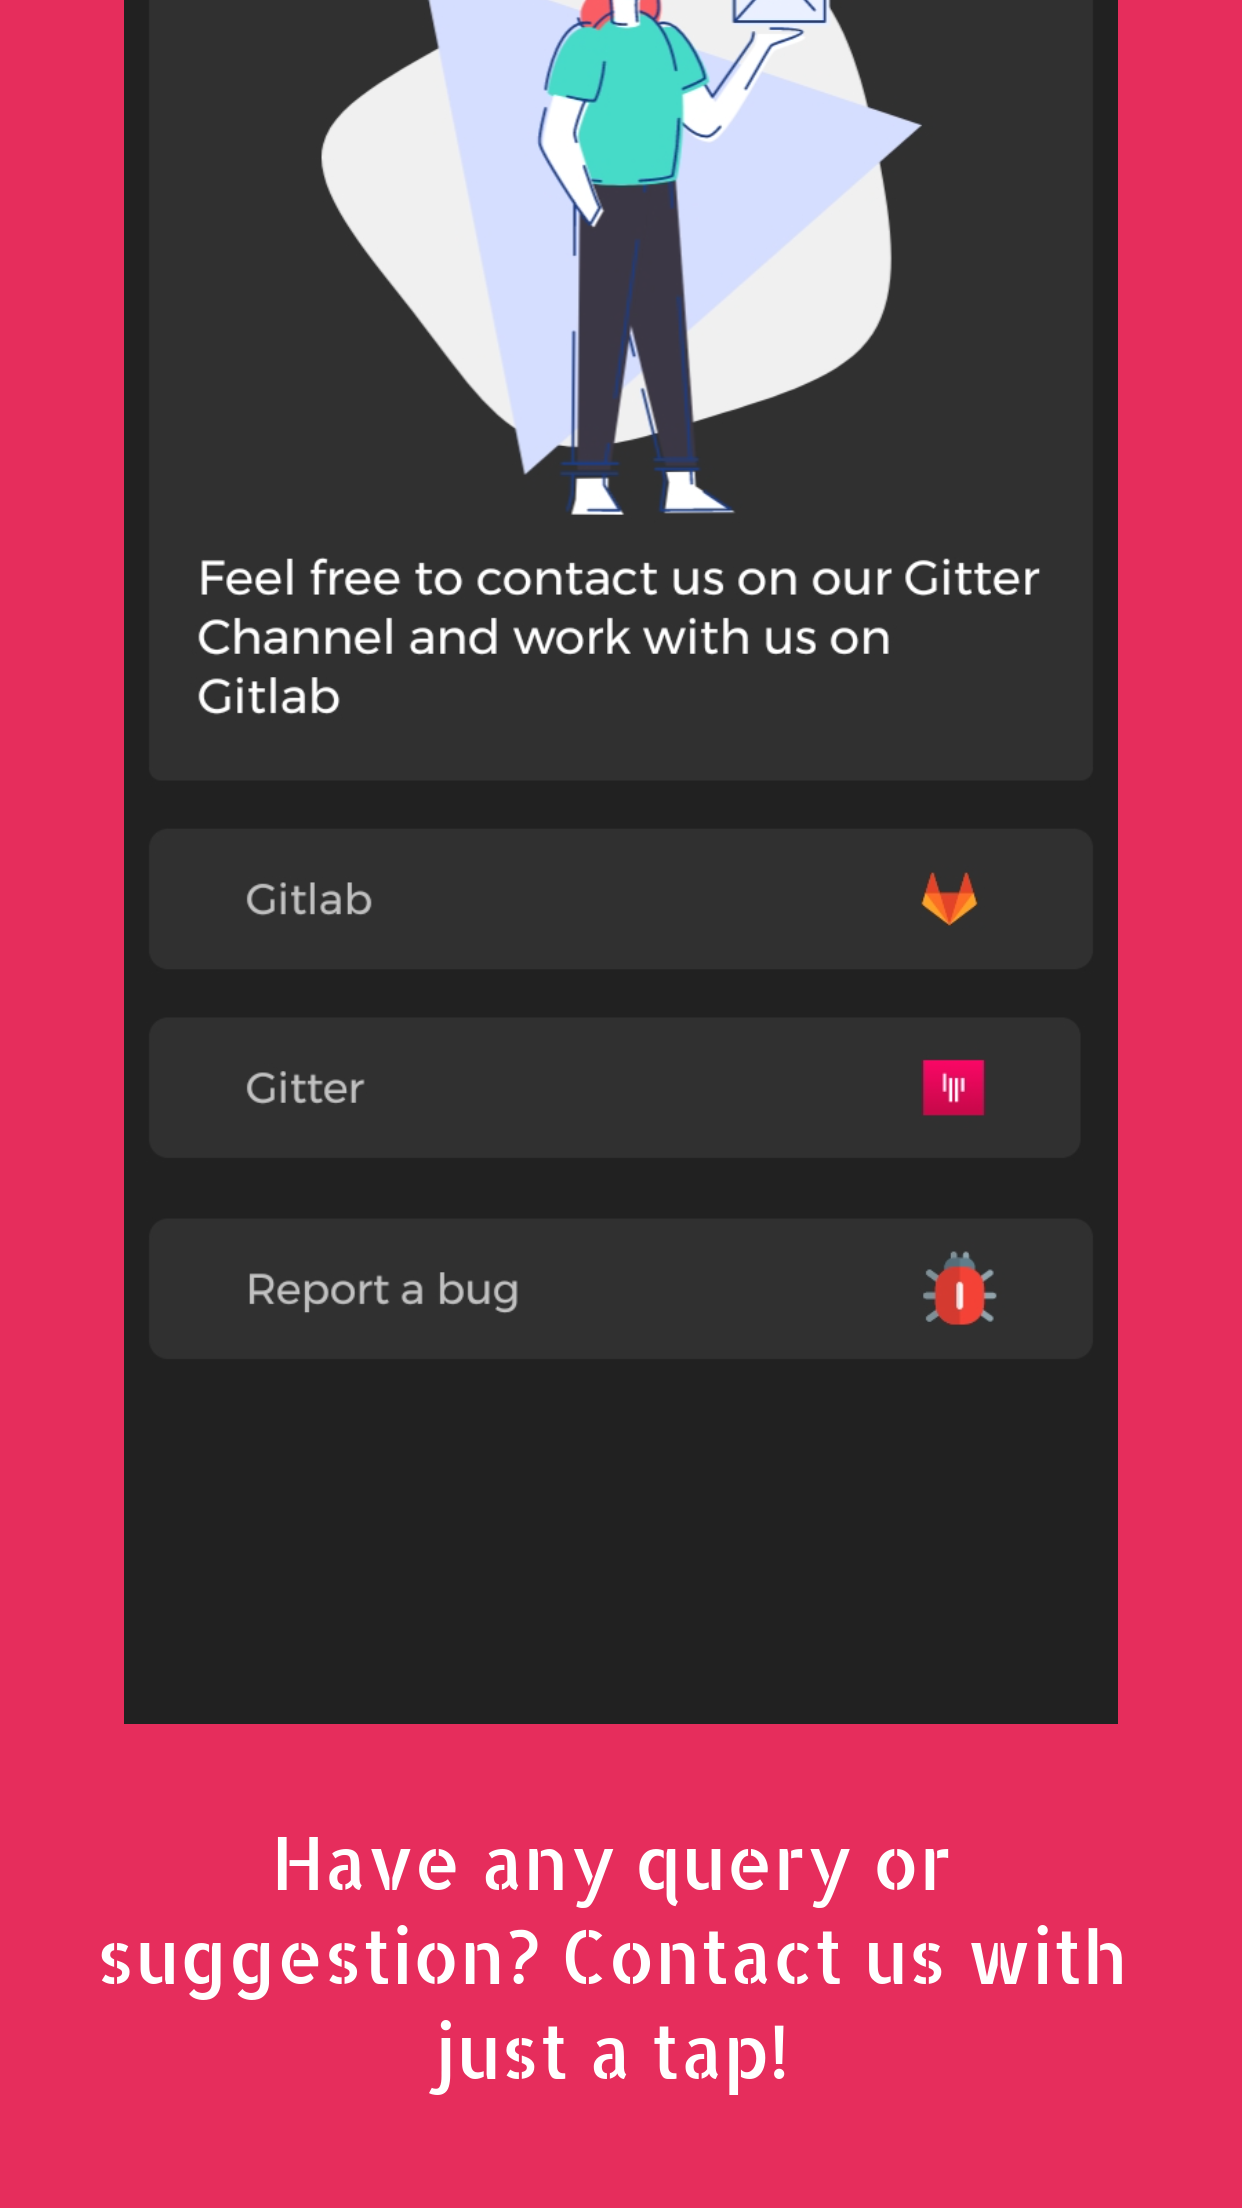 Feel free to contact us on our Gitter
Channel and work with us on
Gitlab
Gitlab
Gitter
Report a bug
Have any query or
suggestion? Contact us with
just a tap!